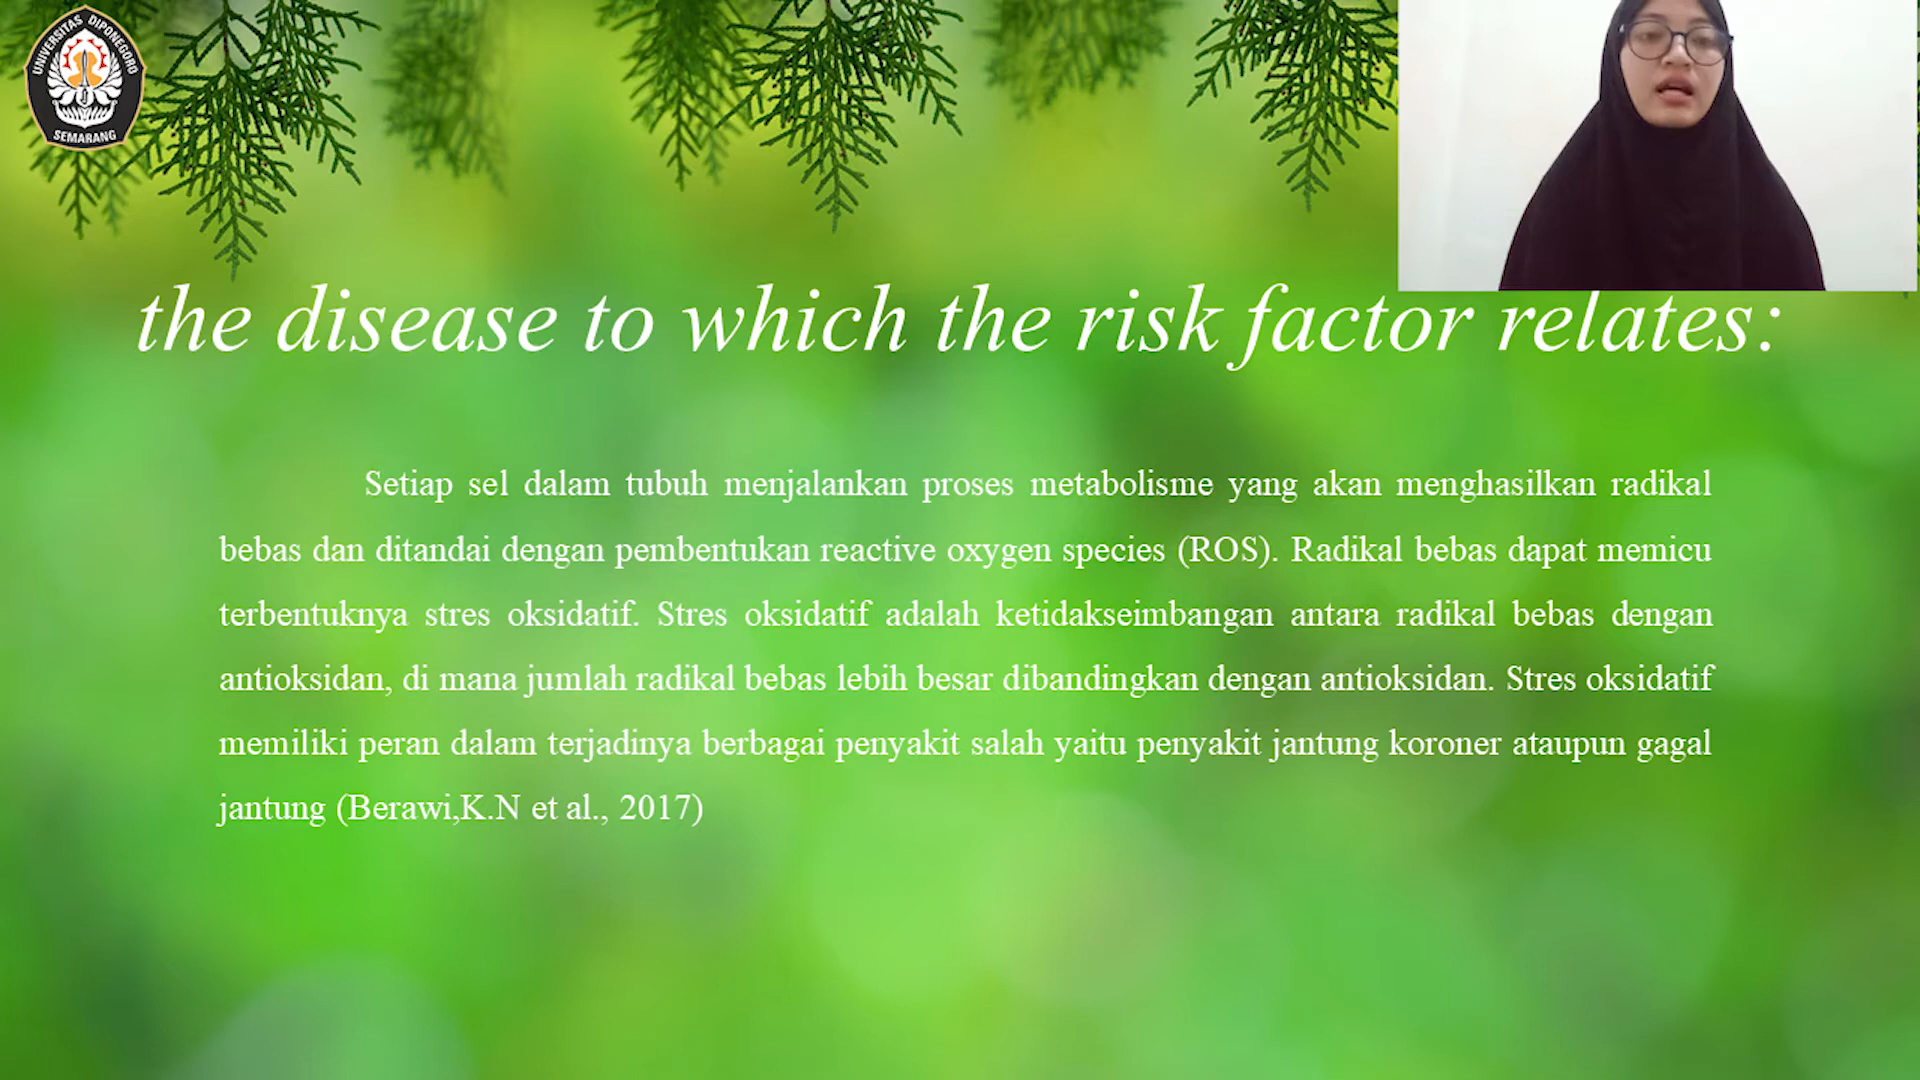 UNIVERSITAS DIPONEGORO
SEMARANG
the disease to which the risk factor relates:
Setiap sel dalam tubuh menjalankan proses metabolisme yang akan menghasilkan radikal
bebas dan ditandai dengan pembentukan reactive oxygen species (ROS). Radikal bebas dapat memicu
terbentuknya stres oksidatif. Stres oksidatif adalah ketidakseimbangan antara radikal bebas dengan
antioksidan, di mana jumlah radikal bebas lebih besar dibandingkan dengan antioksidan. Stres oksidatif
memiliki peran dalam terjadinya berbagai penyakit salah yaitu penyakit jantung koroner ataupun gagal
jantung (Berawi,K.N et al., 2017)